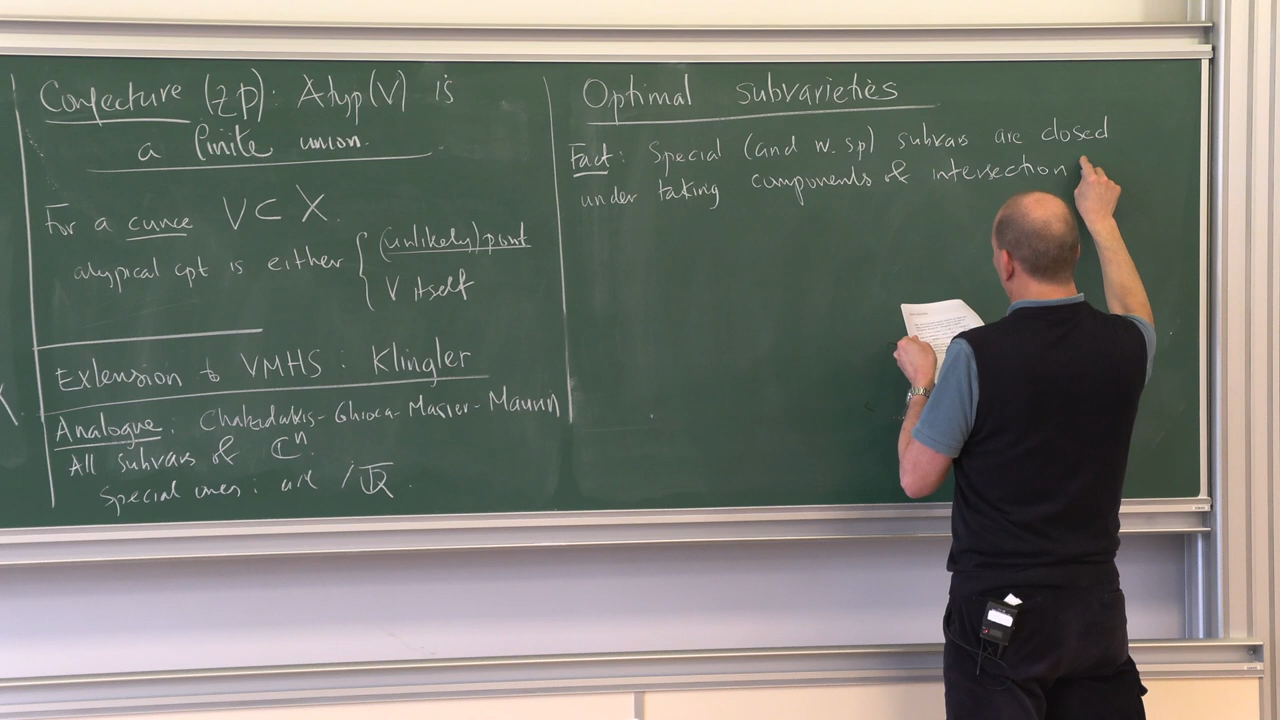 Conjecture (ZP): Atyp(V) is
a finite union.
For a curve V ⊂ X.
atypical cpt is either { (unlikely) point
V itself
Extension to VMHS : Klingler
Analogue: Chatzidakis-Ghioca-Masser-Maurin
All subvars of ℂⁿ.
Special ones: are /ℚ̅.
Optimal subvarieties
Fact: Special (and w. sp) subvars are closed
under taking components & intersection